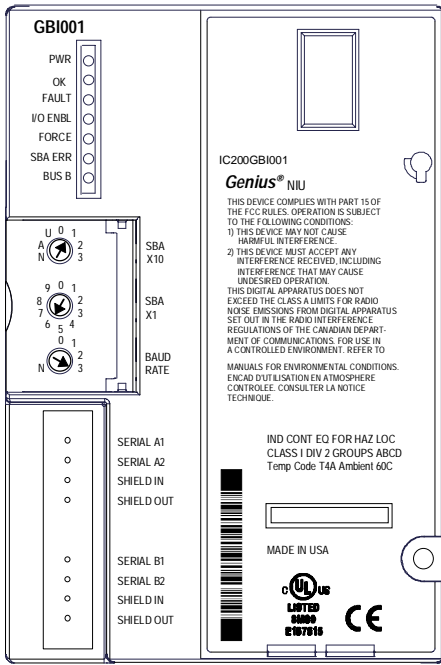 GBI001
PWR
OK
FAULT
I/O ENBL
FORCE
SBA ERR
BUS B
U 0 1
A 2
N 3
SBA
X10
9 0 1
8 2
7 3
6 5 4
SBA
X1
0 1
2
N 3
BAUD
RATE
SERIAL A1
SERIAL A2
SHIELD IN
SHIELD OUT
SERIAL B1
SERIAL B2
SHIELD IN
SHIELD OUT
IC200GBI001
Genius® NIU
THIS DEVICE COMPLIES WITH PART 15 OF
THE FCC RULES. OPERATION IS SUBJECT
TO THE FOLLOWING CONDITIONS:
1) THIS DEVICE MAY NOT CAUSE
HARMFUL INTERFERENCE.
2) THIS DEVICE MUST ACCEPT ANY
INTERFERENCE RECEIVED, INCLUDING
INTERFERENCE THAT MAY CAUSE
UNDESIRED OPERATION.
THIS DIGITAL APPARATUS DOES NOT
EXCEED THE CLASS A LIMITS FOR RADIO
NOISE EMISSIONS FROM DIGITAL APPARATUS
SET OUT IN THE RADIO INTERFERENCE
REGULATIONS OF THE CANADIAN DEPART-
MENT OF COMMUNICATIONS. FOR USE IN
A CONTROLLED ENVIRONMENT. REFER TO
MANUALS FOR ENVIRONMENTAL CONDITIONS.
ENCAD D'UTILISATION EN ATMOSPHERE
CONTROLEE. CONSULTER LA NOTICE
TECHNIQUE.
IND CONT EQ FOR HAZ LOC
CLASS I DIV 2 GROUPS ABCD
Temp Code T4A Ambient 60C
MADE IN USA
C UL US
LISTED
E157515
CE